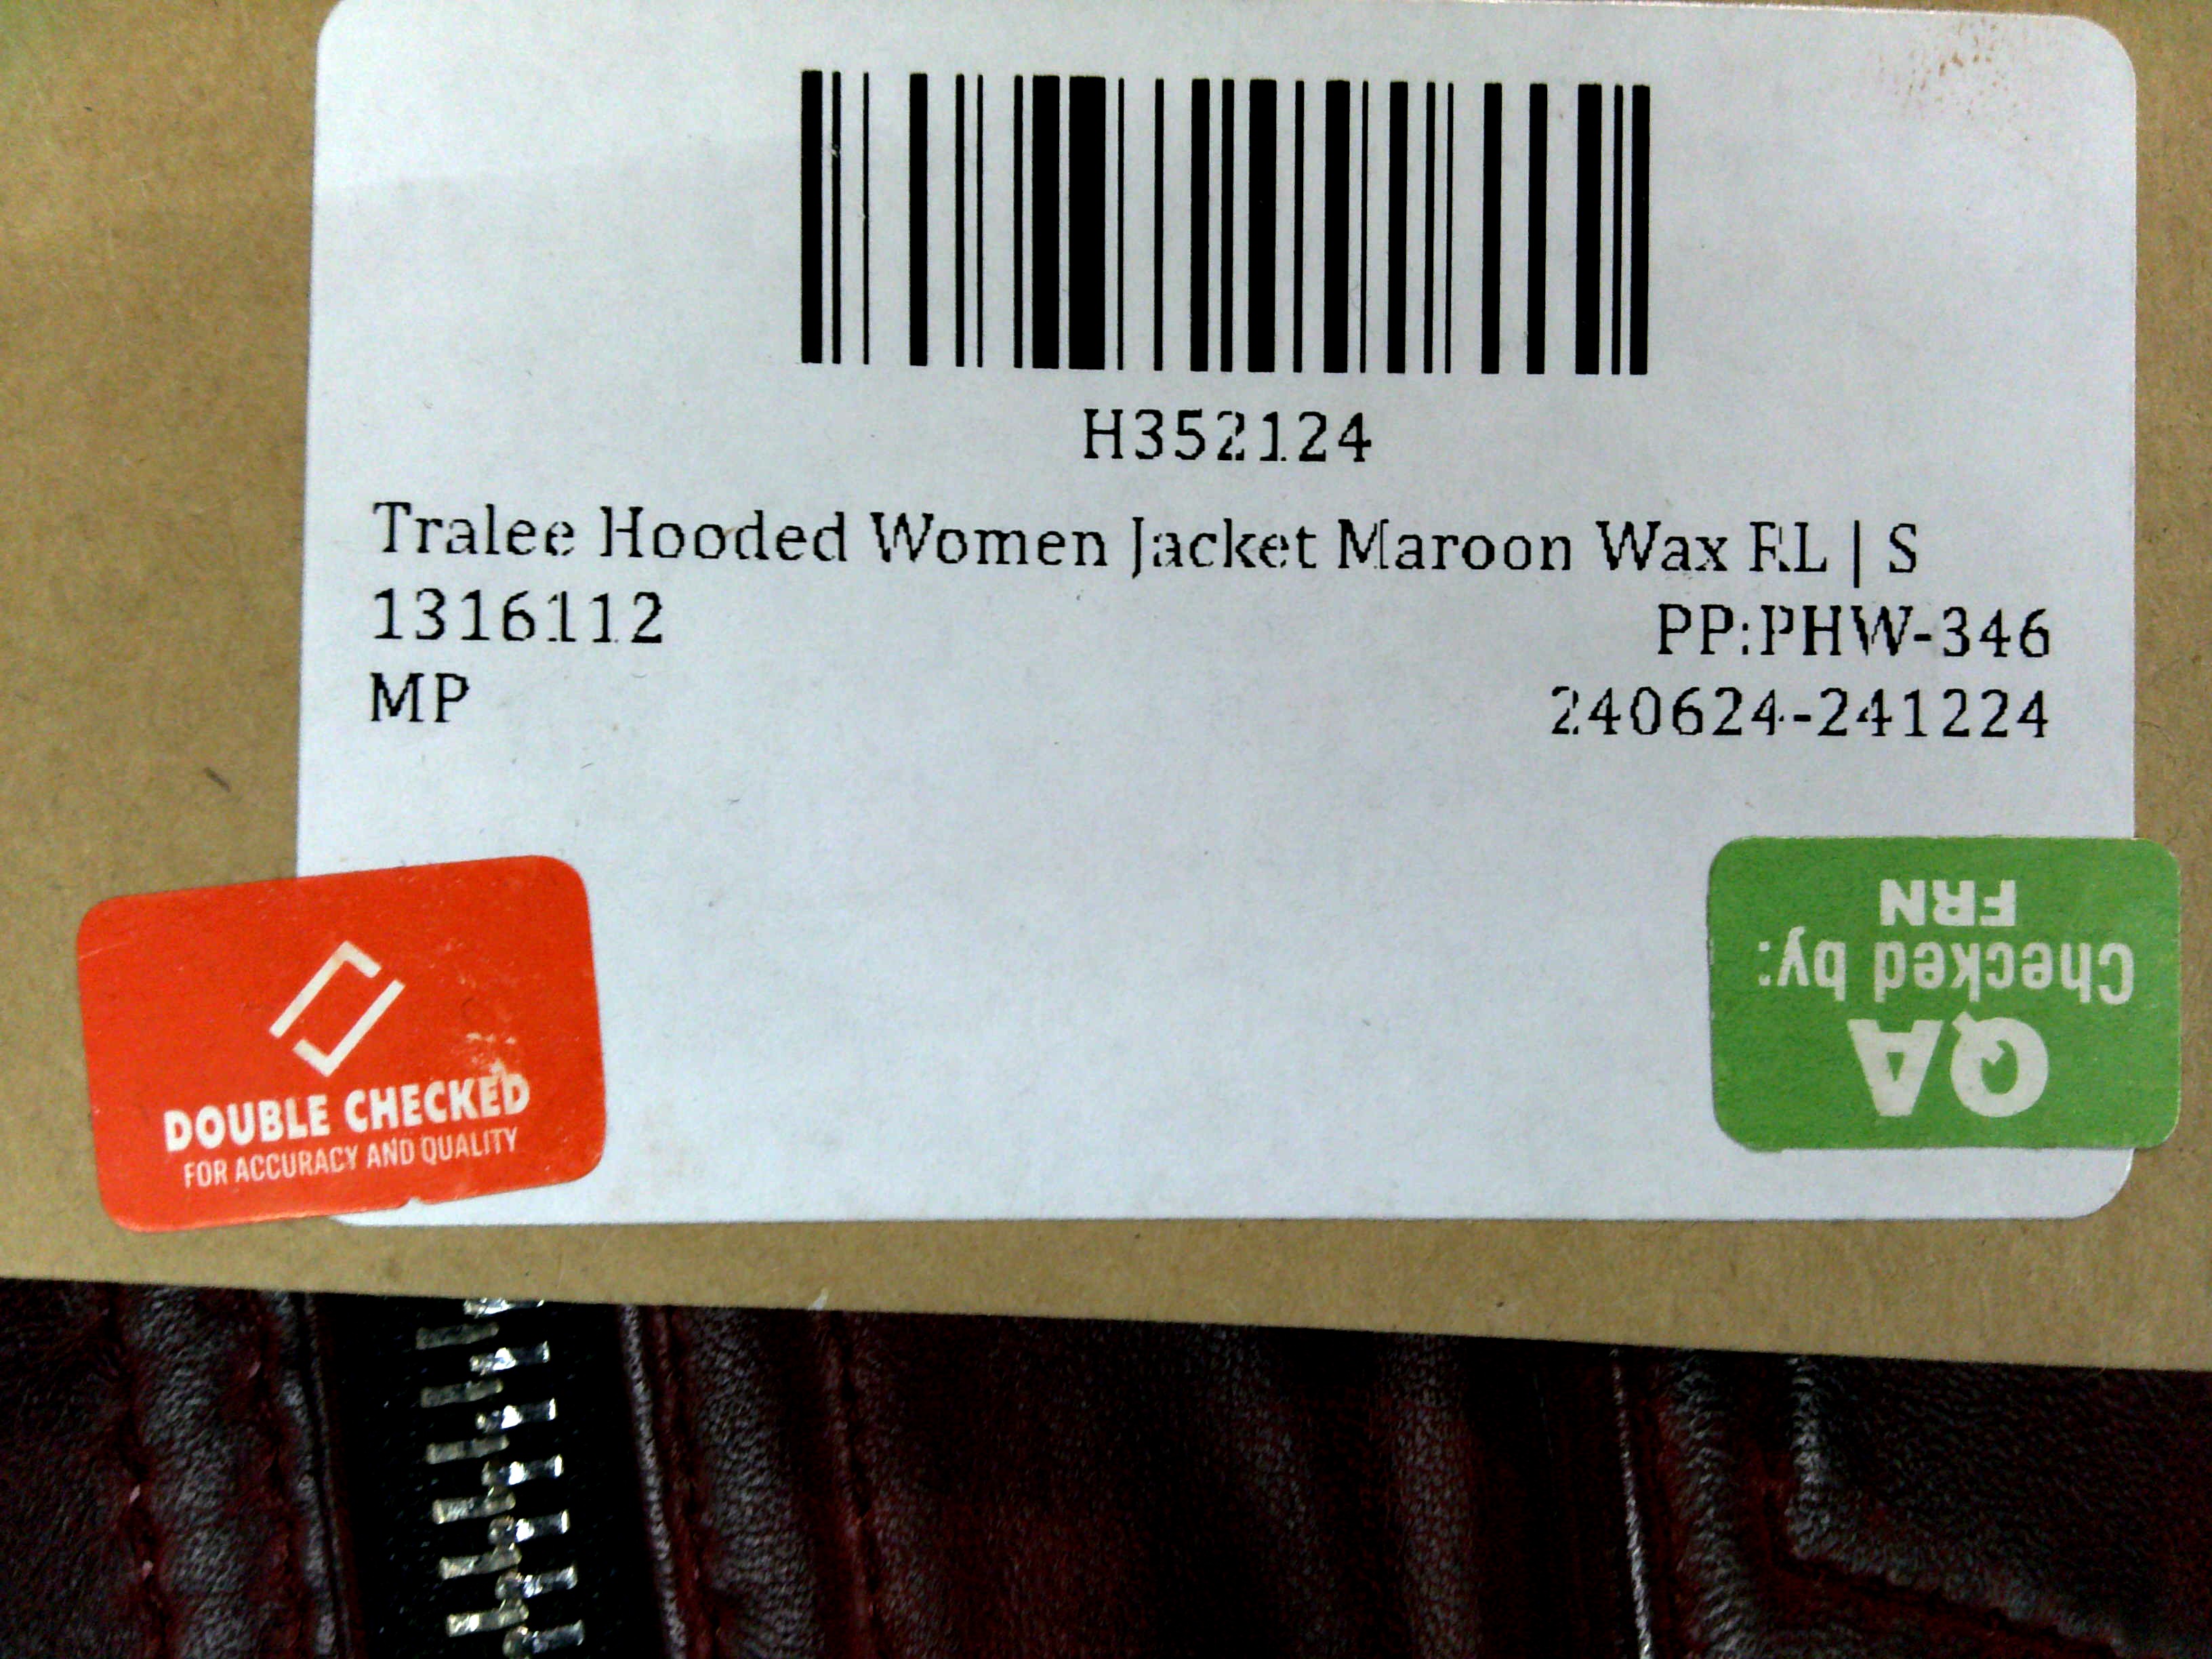 H352124
Tralee Hooded Women Jacket Maroon Wax RL | S
1316112
PP:PHW-346
MP
240624-241224
DOUBLE CHECKED
FOR ACCURACY AND QUALITY
QA
Checked by:
FRN